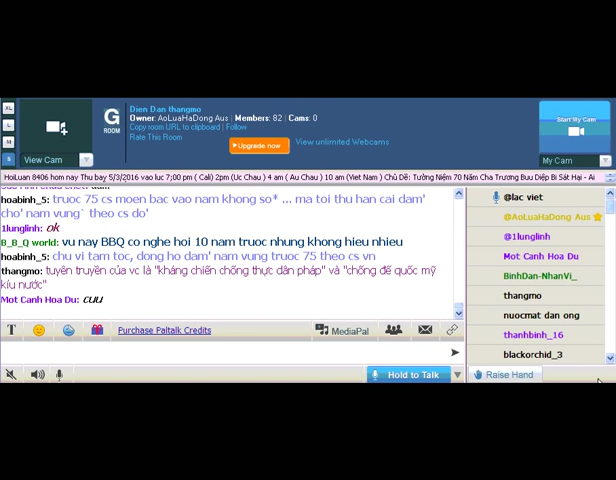 XL
L
M
S
View Cam
G
ROOM
Dien Dan thangmo
Owner: AoLuaHaDong Aus | Members: 82 | Cams: 0
Copy room URL to clipboard | Follow
Rate This Room
Upgrade now
View unlimited Webcams
Start My Cam
My Cam
HoiLuan 8406 hom nay Thu bay 5/3/2016 vao luc 7;00 pm ( Cali) 2pm (Uc Chau ) 4 am ( Au Chau ) 10 am (Viet Nam ) Chủ Đề: Tưởng Niệm 70 Năm Cha Trương Buu Diệp Bi Sát Hại - Ai
hoabinh_5: truoc 75 cs moen bac vao nam khong so* ... ma toi thu han cai dam'
cho' nam vung` theo cs do'
1lunglinh: ok
B_B_Q world: vu nay BBQ co nghe hoi 10 nam truoc nhung khong hieu nhieu
hoabinh_5: chu vi tam toc, dong ho dam' nam vung truoc 75 theo cs vn
thangmo: tuyên truyền của vc là "kháng chiến chống thực dân pháp" và "chống đế quốc mỹ
kíu nước"
Mot Canh Hoa Du: cuu
T
Purchase Paltalk Credits
MediaPal
Hold to Talk
@lac viet
@AoLuaHaDong Aus
@1lunglinh
Mot Canh Hoa Du
BinhDan-NhanVi_
thangmo
nuocmat dan ong
thanhbinh_16
blackorchid_3
Raise Hand